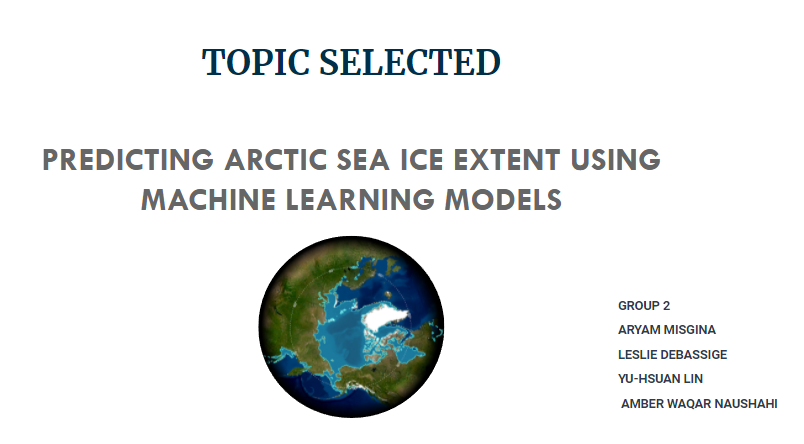 TOPIC SELECTED
PREDICTING ARCTIC SEA ICE EXTENT USING
MACHINE LEARNING MODELS
GROUP 2
ARYAM MISGINA
LESLIE DEBASSIGE
YU-HSUAN LIN
AMBER WAQAR NAUSHAHI